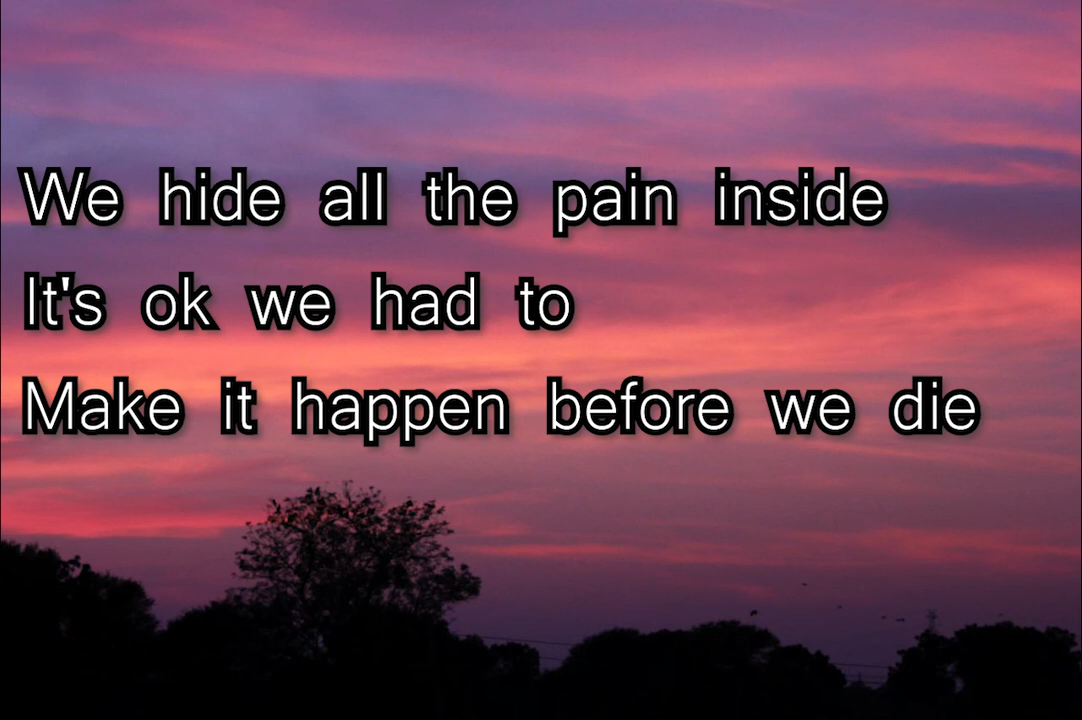 We hide all the pain inside
It's ok we had to
Make it happen before we die